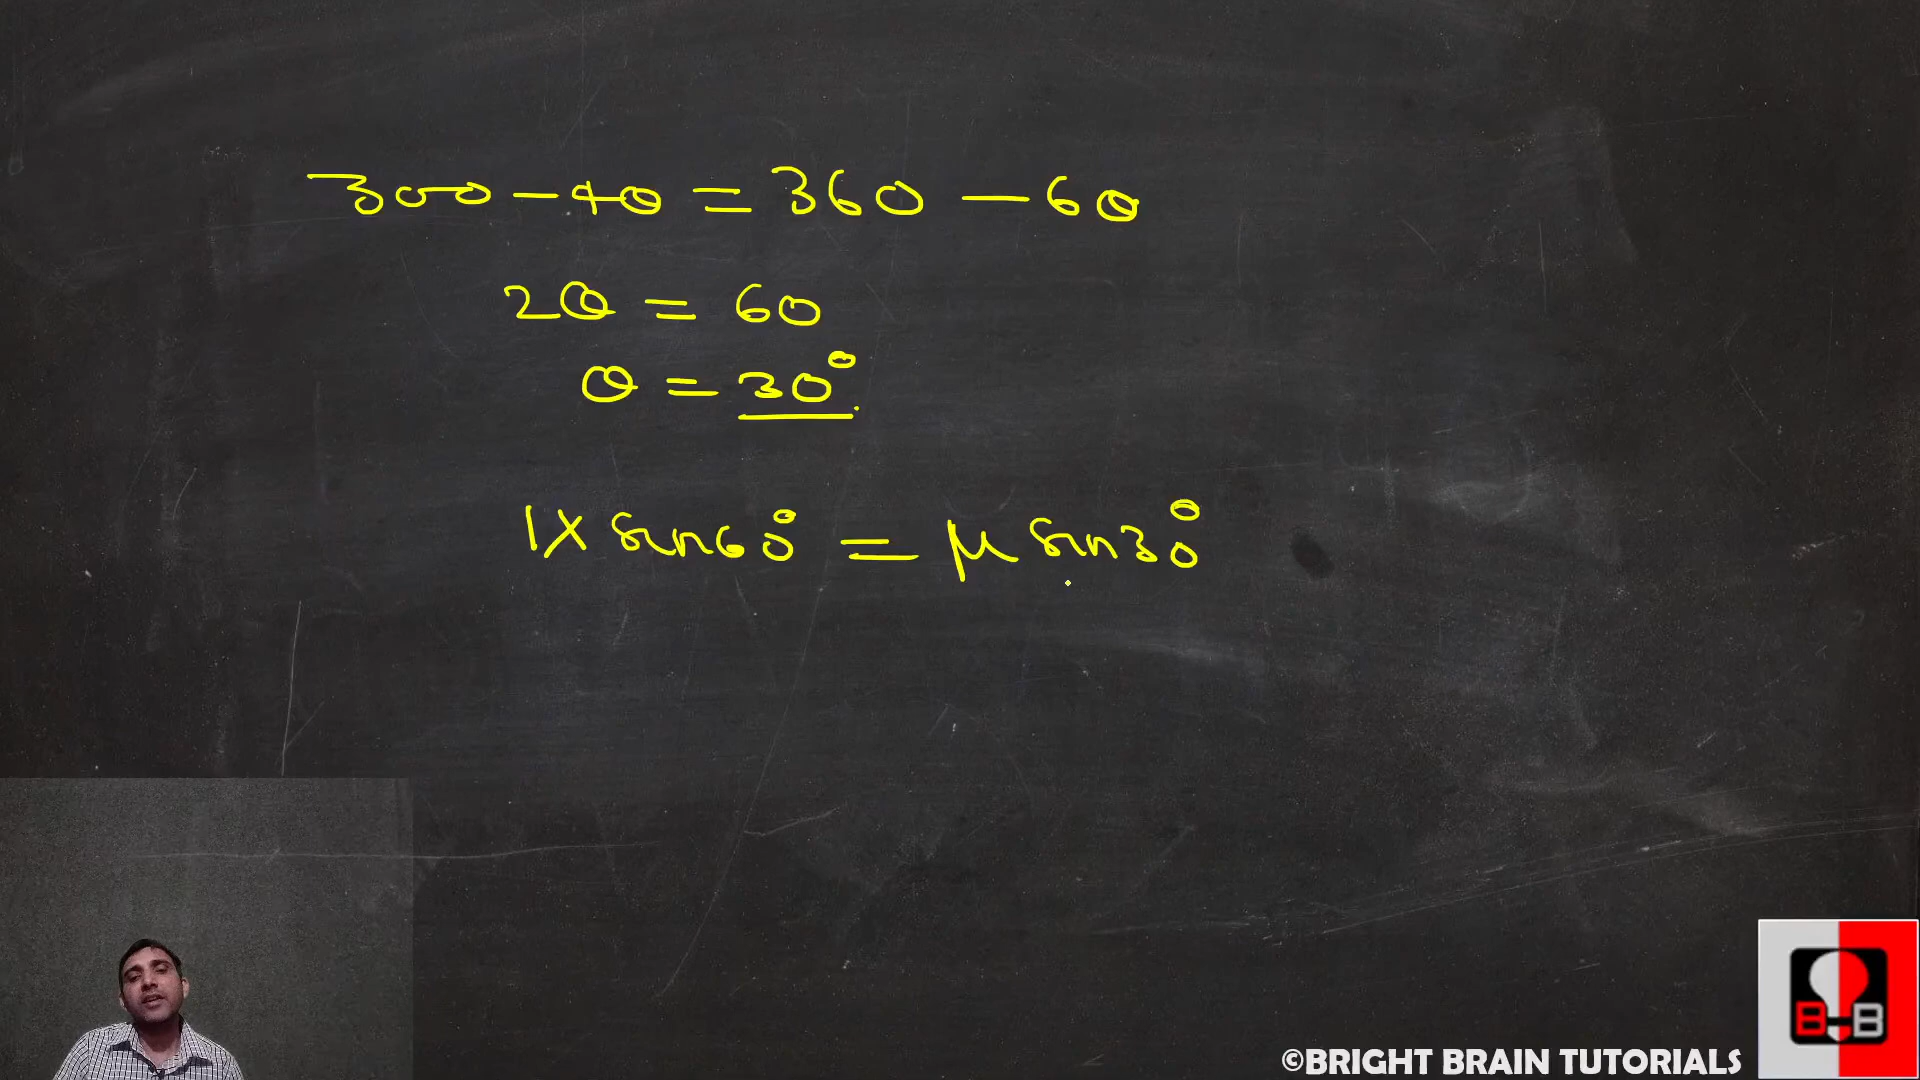 300 - 4θ = 360 - 6θ
2θ = 60
θ = 30°
1 × sin 60° = μ sin 30°
B B
©BRIGHT BRAIN TUTORIALS